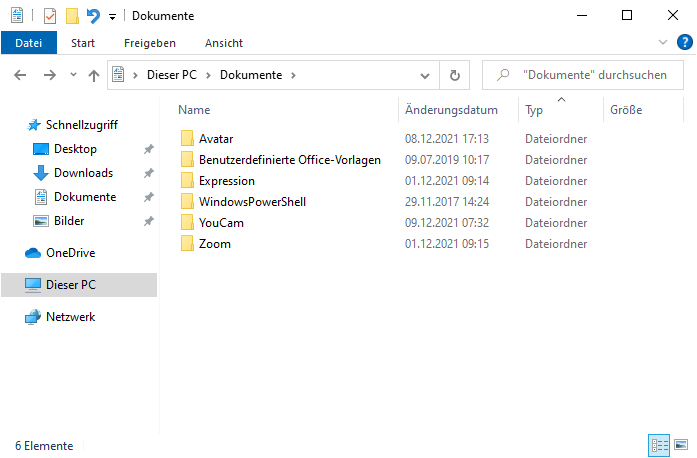 Dokumente
Datei Start Freigeben Ansicht ?
Dieser PC Dokumente "Dokumente" durchsuchen
Name Änderungsdatum Typ Größe
Schnellzugriff
Desktop
Downloads
Dokumente
Bilder
OneDrive
Dieser PC
Netzwerk
Avatar 08.12.2021 17:13 Dateiordner
Benutzerdefinierte Office-Vorlagen 09.07.2019 10:17 Dateiordner
Expression 01.12.2021 09:14 Dateiordner
WindowsPowerShell 29.11.2017 14:24 Dateiordner
YouCam 09.12.2021 07:32 Dateiordner
Zoom 01.12.2021 09:15 Dateiordner
6 Elemente